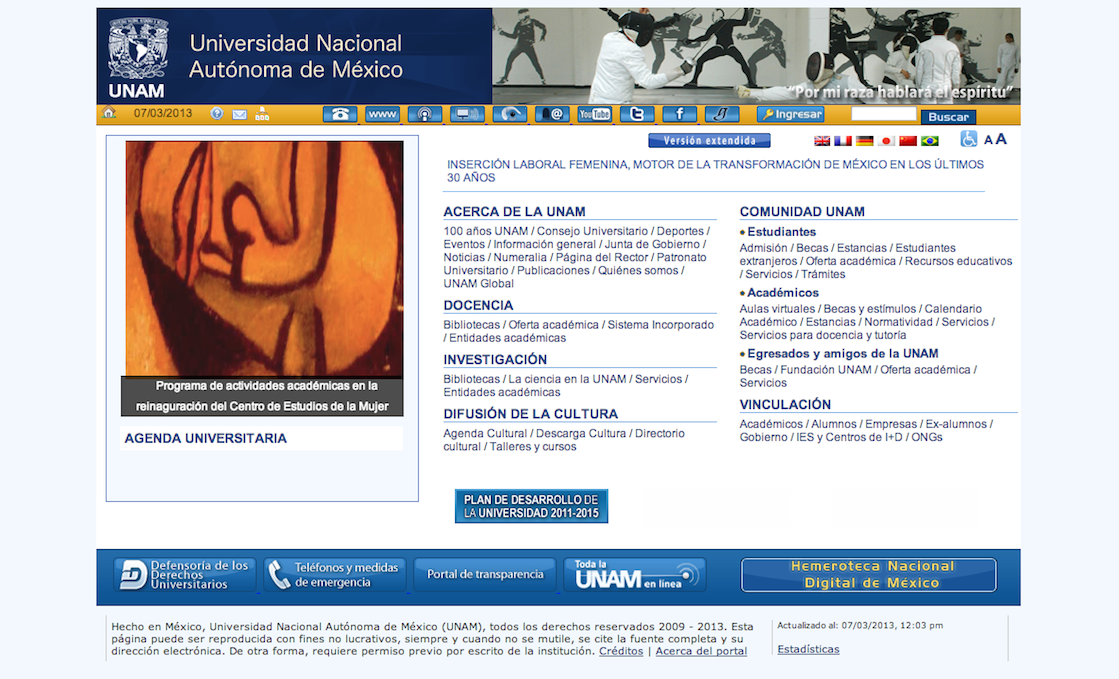 Universidad Nacional
Autónoma de México
UNAM
"Por mi raza hablará el espíritu"
07/03/2013
www
@
You Tube
Ingresar
Buscar
Versión extendida
A A
INSERCIÓN LABORAL FEMENINA, MOTOR DE LA TRANSFORMACIÓN DE MÉXICO EN LOS ÚLTIMOS
30 AÑOS
Programa de actividades académicas en la
reinaguración del Centro de Estudios de la Mujer
AGENDA UNIVERSITARIA
ACERCA DE LA UNAM
100 años UNAM / Consejo Universitario / Deportes /
Eventos / Información general / Junta de Gobierno /
Noticias / Numeralia / Página del Rector / Patronato
Universitario / Publicaciones / Quiénes somos /
UNAM Global
DOCENCIA
Bibliotecas / Oferta académica / Sistema Incorporado
/ Entidades académicas
INVESTIGACIÓN
Bibliotecas / La ciencia en la UNAM / Servicios /
Entidades académicas
DIFUSIÓN DE LA CULTURA
Agenda Cultural / Descarga Cultura / Directorio
cultural / Talleres y cursos
COMUNIDAD UNAM
Estudiantes
Admisión / Becas / Estancias / Estudiantes
extranjeros / Oferta académica / Recursos educativos
/ Servicios / Trámites
Académicos
Aulas virtuales / Becas y estímulos / Calendario
Académico / Estancias / Normatividad / Servicios /
Servicios para docencia y tutoría
Egresados y amigos de la UNAM
Becas / Fundación UNAM / Oferta académica /
Servicios
VINCULACIÓN
Académicos / Alumnos / Empresas / Ex-alumnos /
Gobierno / IES y Centros de I+D / ONGs
PLAN DE DESARROLLO DE
LA UNIVERSIDAD 2011-2015
Defensoría de los
Derechos
Universitarios
Teléfonos y medidas
de emergencia
Portal de transparencia
Toda la
UNAM en línea
Hemeroteca Nacional
Digital de México
Hecho en México, Universidad Nacional Autónoma de México (UNAM), todos los derechos reservados 2009 - 2013. Esta
página puede ser reproducida con fines no lucrativos, siempre y cuando no se mutile, se cite la fuente completa y su
dirección electrónica. De otra forma, requiere permiso previo por escrito de la institución. Créditos | Acerca del portal
Actualizado al: 07/03/2013, 12:03 pm
Estadísticas